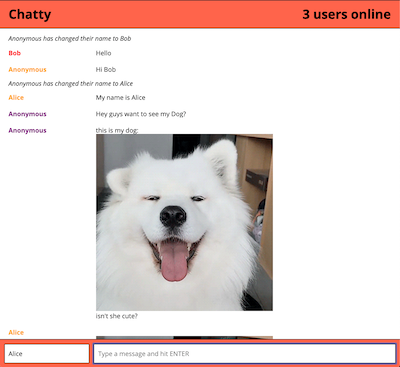 Chatty
3 users online
Anonymous has changed their name to Bob
Bob Hello
Anonymous Hi Bob
Anonymous has changed their name to Alice
Alice My name is Alice
Anonymous Hey guys want to see my Dog?
Anonymous this is my dog:
isn't she cute?
Alice
Alice
Type a message and hit ENTER